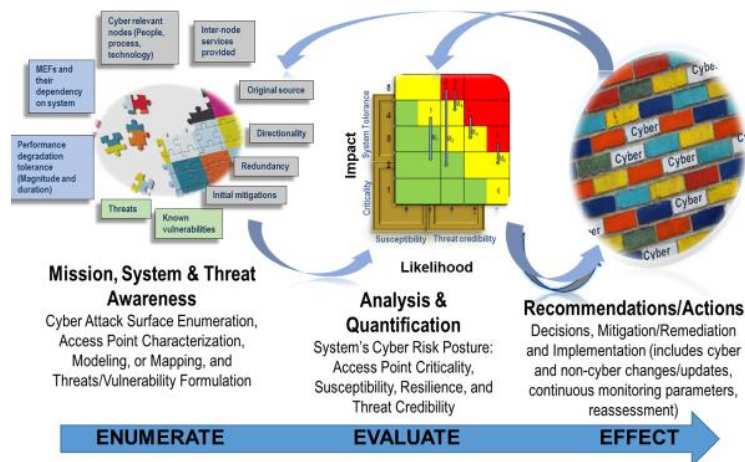 Cyber relevant
nodes (People,
process,
technology)
Inter-node
services
provided
MEFs and
their
dependency on
system
Original source
Directionality
Performance
degradation
tolerance
(Magnitude and
duration)
Redundancy
Initial mitigations
Threats
Known
vulnerabilities
Mission, System & Threat
Awareness
Cyber Attack Surface Enumeration,
Access Point Characterization,
Modeling, or Mapping, and
Threats/Vulnerability Formulation
Impact
System Tolerance
Criticality
4
3
2
1
Susceptibility
Threat credibility
Likelihood
Analysis &
Quantification
System's Cyber Risk Posture:
Access Point Criticality,
Susceptibility, Resilience, and
Threat Credibility
Cyber
Cyber
Cyber
Cyber
Cyber
Cyber
Cyber
Recommendations/Actions
Decisions, Mitigation/Remediation
and Implementation (includes cyber
and non-cyber changes/updates,
continuous monitoring parameters,
reassessment)
ENUMERATE
EVALUATE
EFFECT